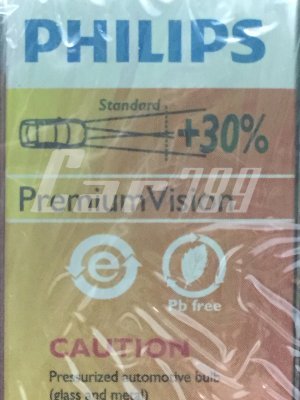 PHILIPS
Standard
+30%
PremiumVision
e
Pb free
CAUTION
Pressurized automotive bulb
(glass and metal)